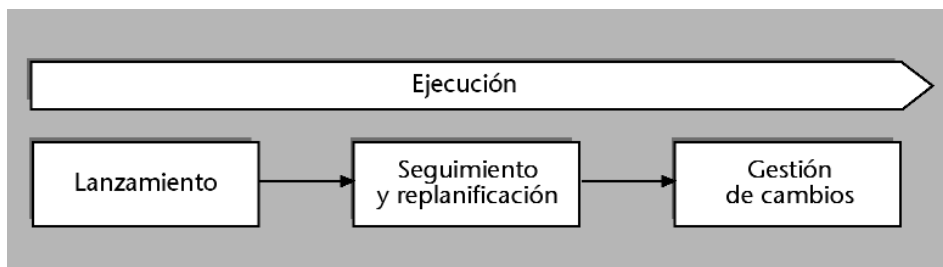 Ejecución
Lanzamiento
Seguimiento
y replanificación
Gestión
de cambios